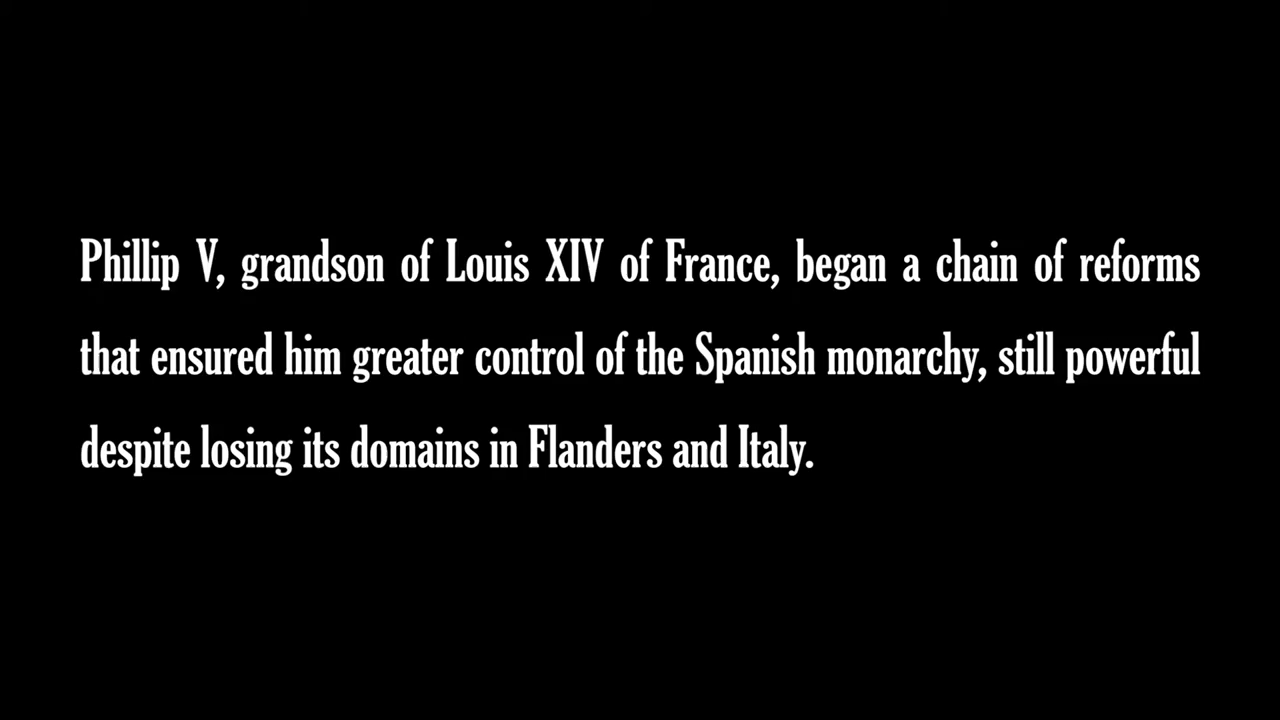 Phillip V, grandson of Louis XIV of France, began a chain of reforms
that ensured him greater control of the Spanish monarchy, still powerful
despite losing its domains in Flanders and Italy.